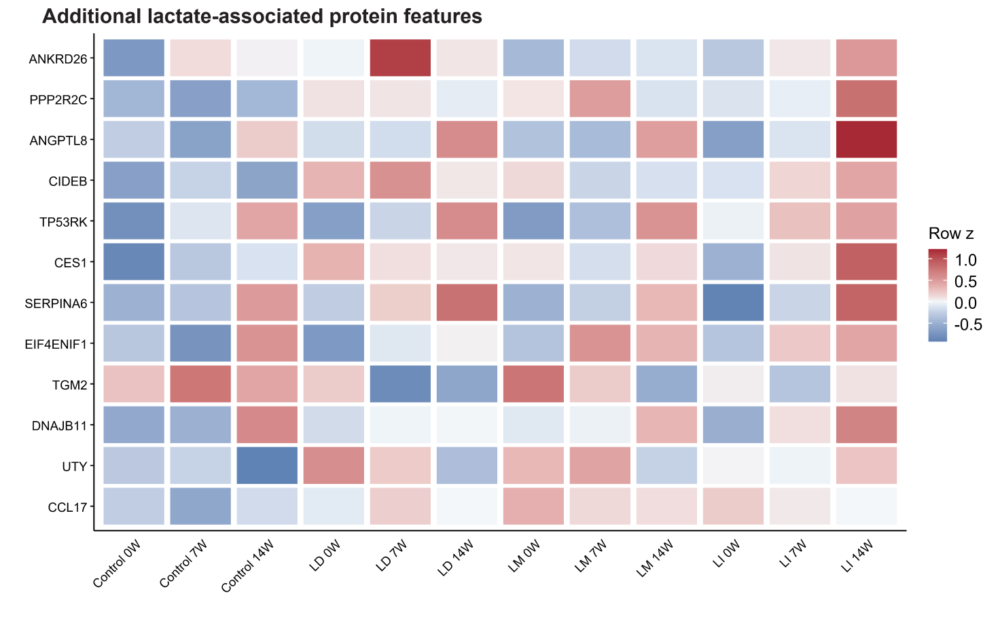 Additional lactate-associated protein features
ANKRD26
PPP2R2C
ANGPTL8
CIDEB
TP53RK
CES1
SERPINA6
EIF4ENIF1
TGM2
DNAJB11
UTY
CCL17
Control 0W
Control 7W
Control 14W
LD 0W
LD 7W
LD 14W
LM 0W
LM 7W
LM 14W
LI 0W
LI 7W
LI 14W
Row z
1.0
0.5
0.0
-0.5